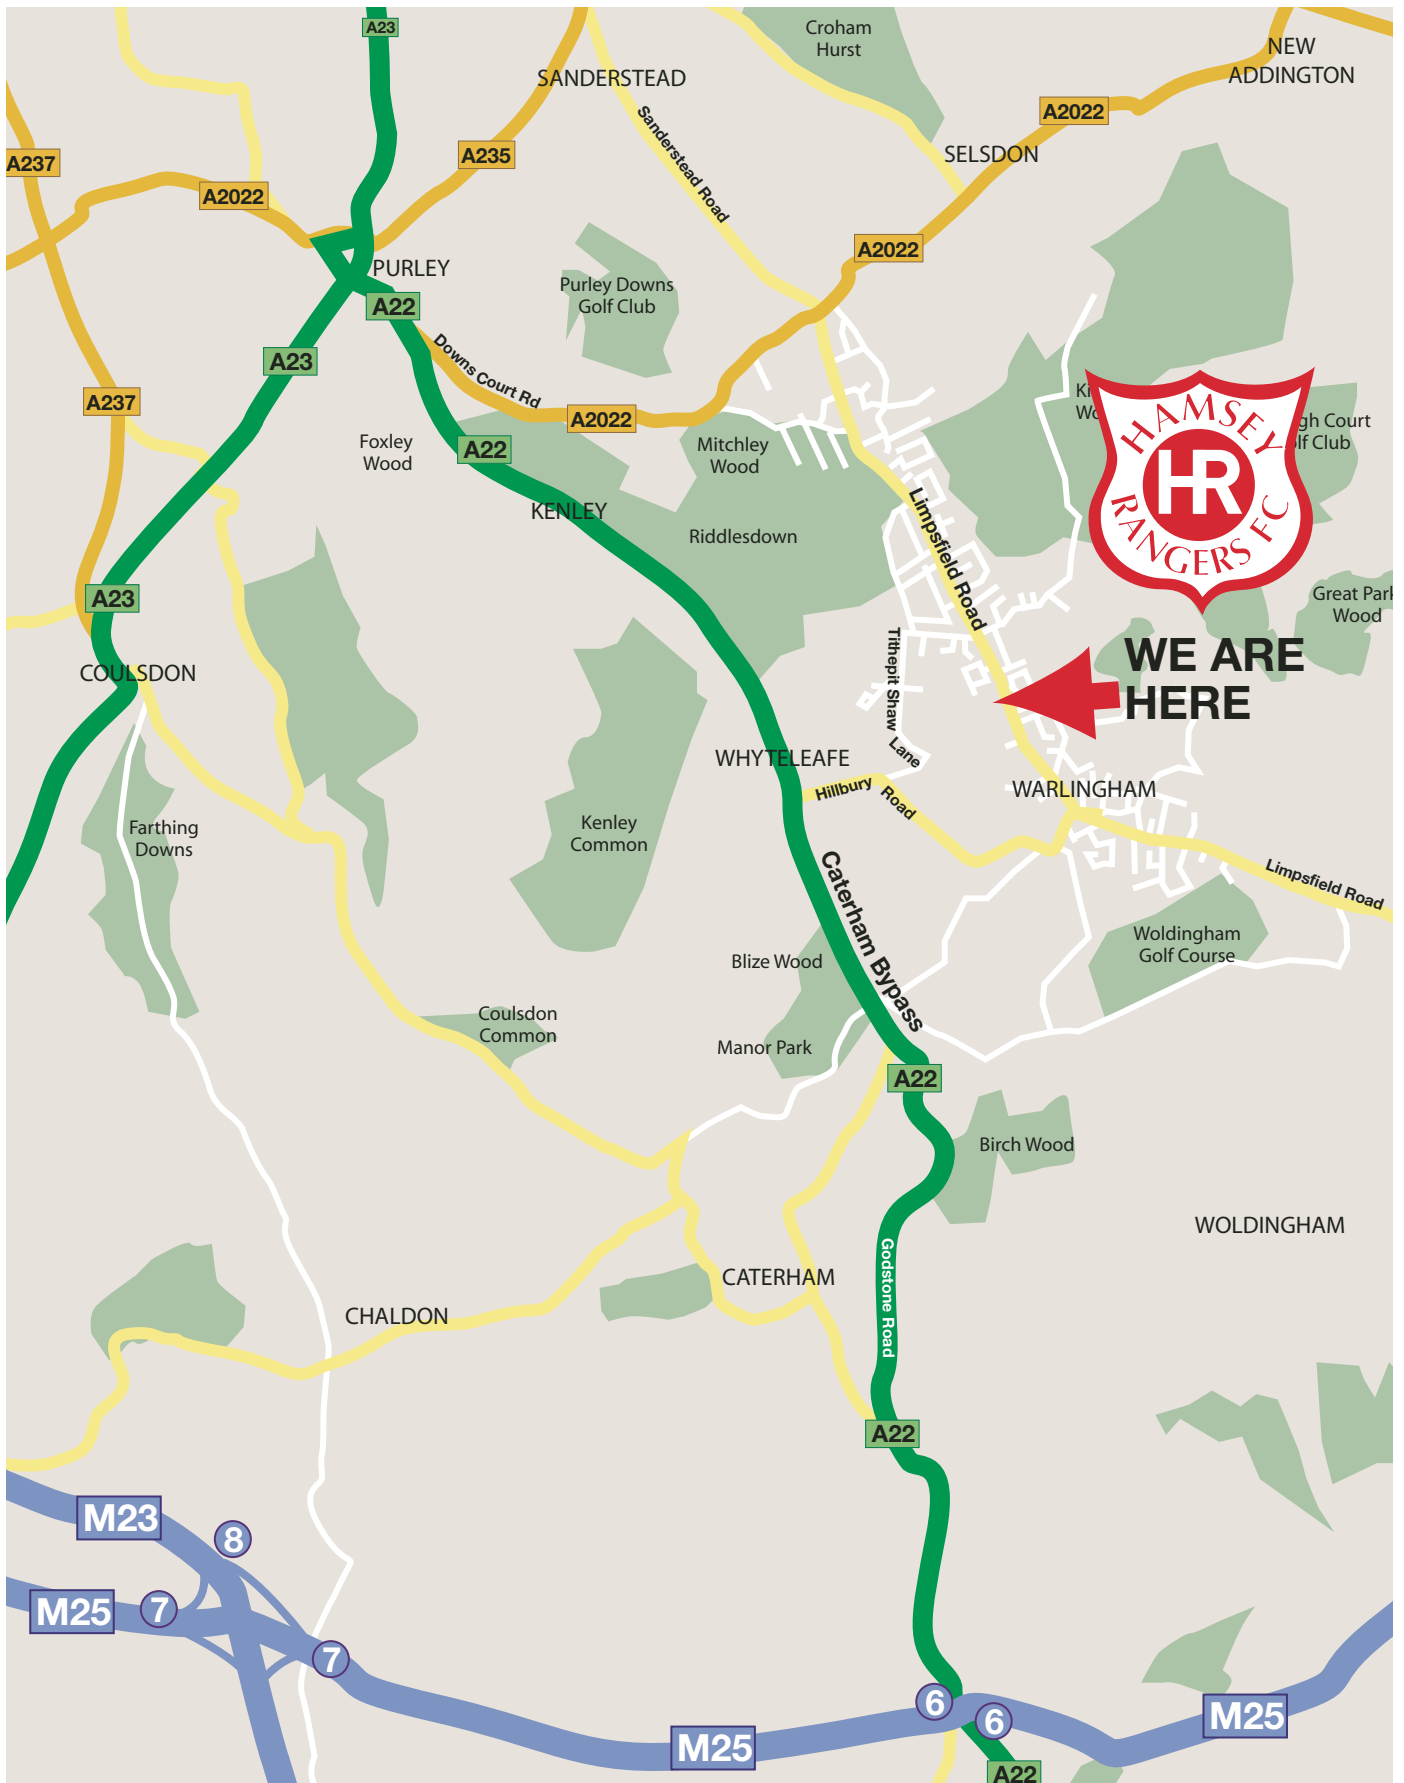 A23
Croham
Hurst
NEW
ADDINGTON
SANDERSTEAD
A2022
Sanderstead Road
A237
A235
SELSDON
A2022
A2022
PURLEY
Purley Downs
Golf Club
A22
Downs Court Rd
A23
A237
A2022
HAMSEY
HR
RANGERS FC
gh Court
lf Club
Foxley
Wood
A22
Mitchley
Wood
KENLEY
Riddlesdown
Limpsfield Road
A23
Great Park
Wood
Tithepit Shaw
Lane
WE ARE
HERE
COULSDON
WHYTELEAFE
Hillbury Road
WARLINGHAM
Farthing
Downs
Kenley
Common
Limpsfield Road
Caterham Bypass
Woldingham
Golf Course
Blize Wood
Coulsdon
Common
Manor Park
A22
Birch Wood
WOLDINGHAM
Godstone Road
CATERHAM
CHALDON
A22
M23
8
M25
7
7
6
6
M25
M25
A22